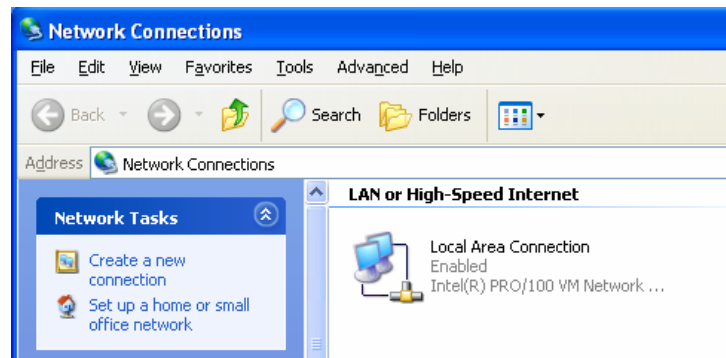 Network Connections
File Edit View Favorites Tools Advanced Help
Back Search Folders
Address Network Connections
Network Tasks
Create a new
connection
Set up a home or small
office network
LAN or High-Speed Internet
Local Area Connection
Enabled
Intel(R) PRO/100 VM Network ...